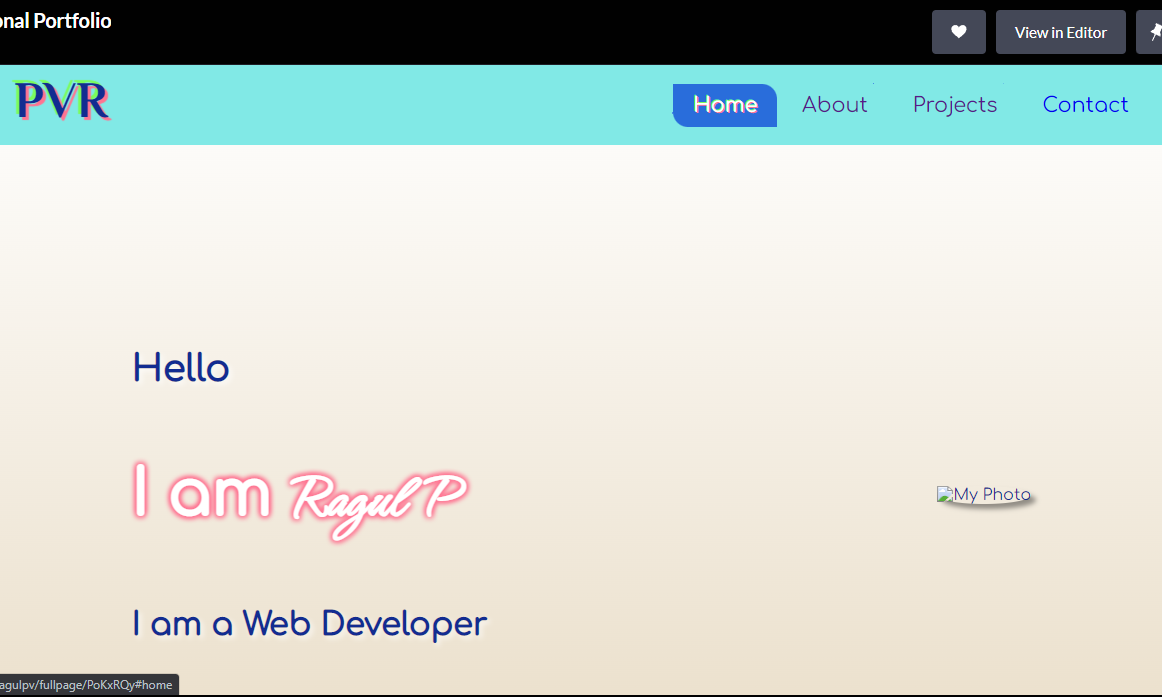 onal Portfolio
View in Editor
PVR
Home About Projects Contact
Hello
I am Ragul P
My Photo
I am a Web Developer
agulpv/fullpage/PoKxRQy#home